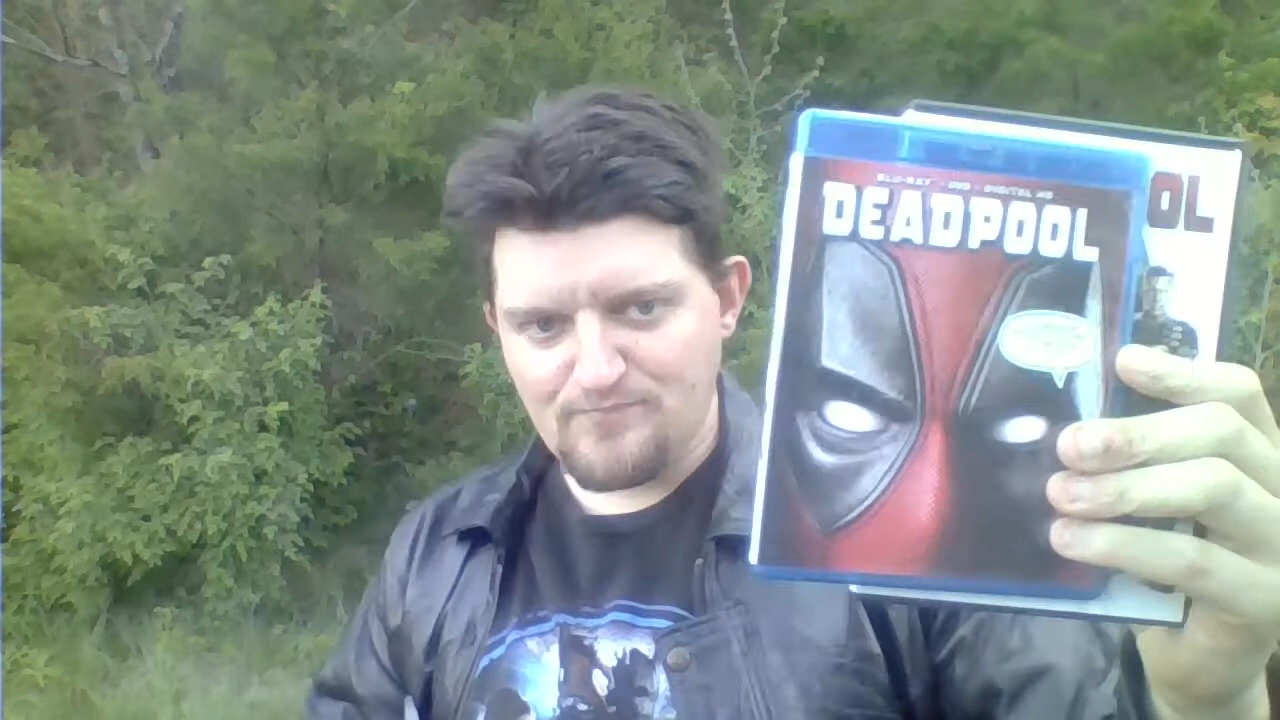 BLU-RAY + DVD + DIGITAL HD
DEADPOOL
OL